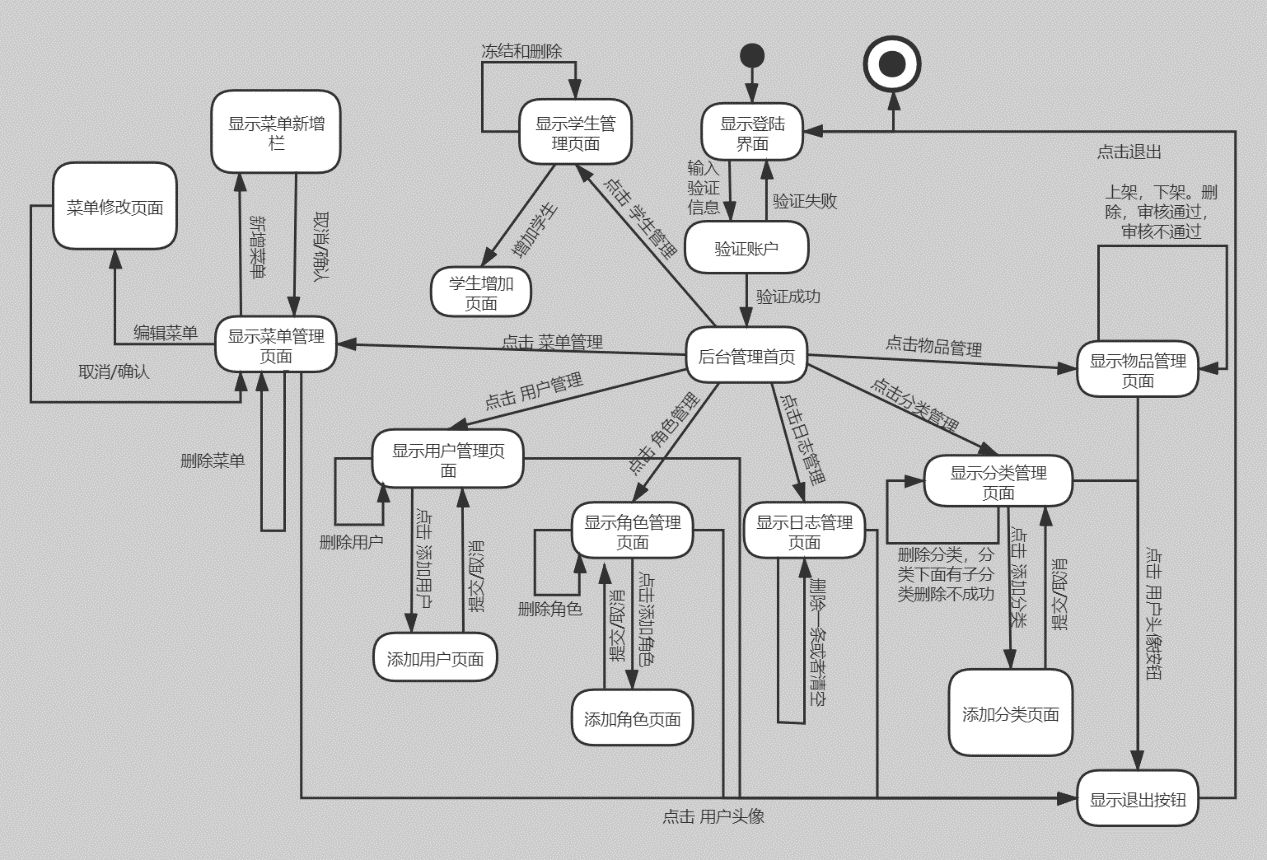 冻结和删除
显示菜单新增
栏
显示学生管
理页面
显示登陆
界面
点击退出
菜单修改页面
输入
验证
信息
验证失败
上架，下架。删
除，审核通过，
审核不通过
点击 学生管理
增加学生
新增菜单
取消/确认
验证账户
学生增加
页面
验证成功
编辑菜单
显示菜单管理
页面
点击 菜单管理
后台管理首页
点击物品管理
显示物品管理
页面
取消/确认
点击 用户管理
点击 角色管理
点击日志管理
点击分类管理
删除菜单
显示用户管理页
面
显示分类管理
页面
删除用户
点击 添加用户
提交/取消
显示角色管理
页面
显示日志管理
页面
删除分类，分
类下面有子分
类删除不成功
点击 添加分类
提交/取消
点击 用户头像按钮
删除角色
提交/取消
点击添加角色
删除一条或者清空
添加用户页面
添加角色页面
添加分类页面
显示退出按钮
点击 用户头像